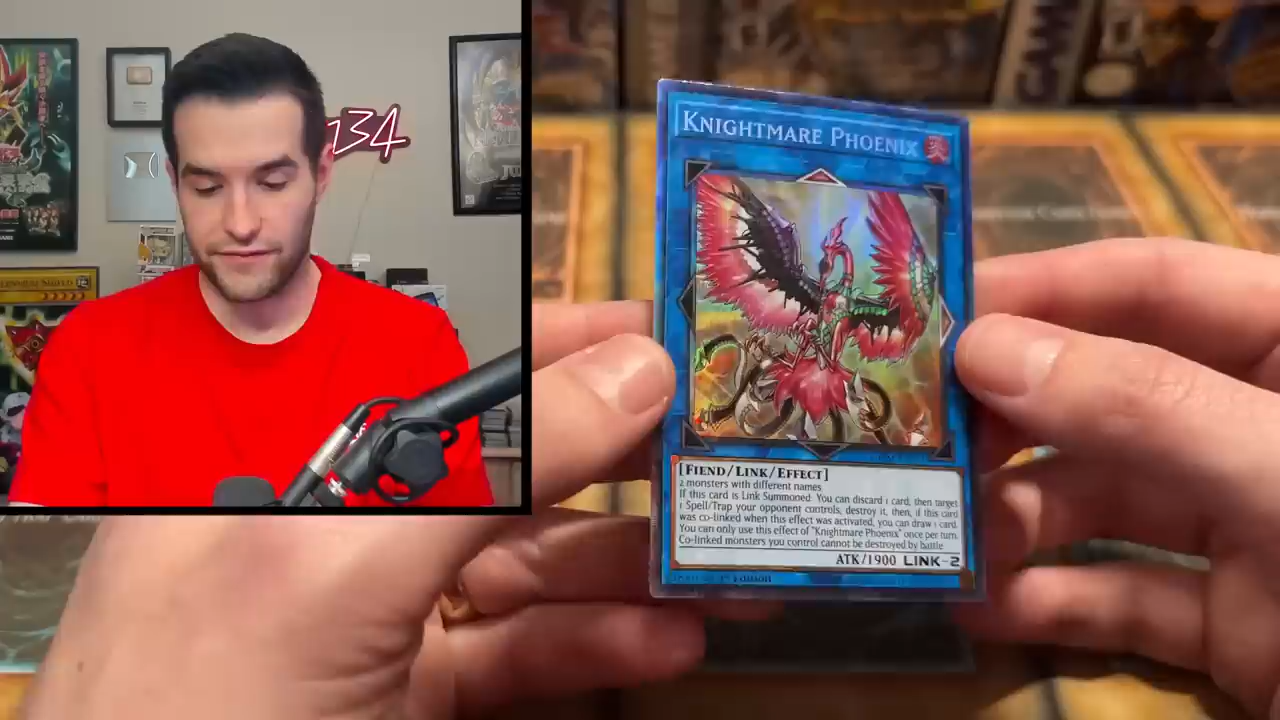 134
MILLENNIUM SHIELD
KNIGHTMARE PHOENIX
[FIEND/LINK/EFFECT]
2 monsters with different names
If this card is Link Summoned: You can discard 1 card, then target
1 Spell/Trap your opponent controls; destroy it, then, if this card
was co-linked when this effect was activated, you can draw 1 card.
You can only use this effect of "Knightmare Phoenix" once per turn.
Co-linked monsters you control cannot be destroyed by battle.
ATK/1900 LINK-2
1st Edition